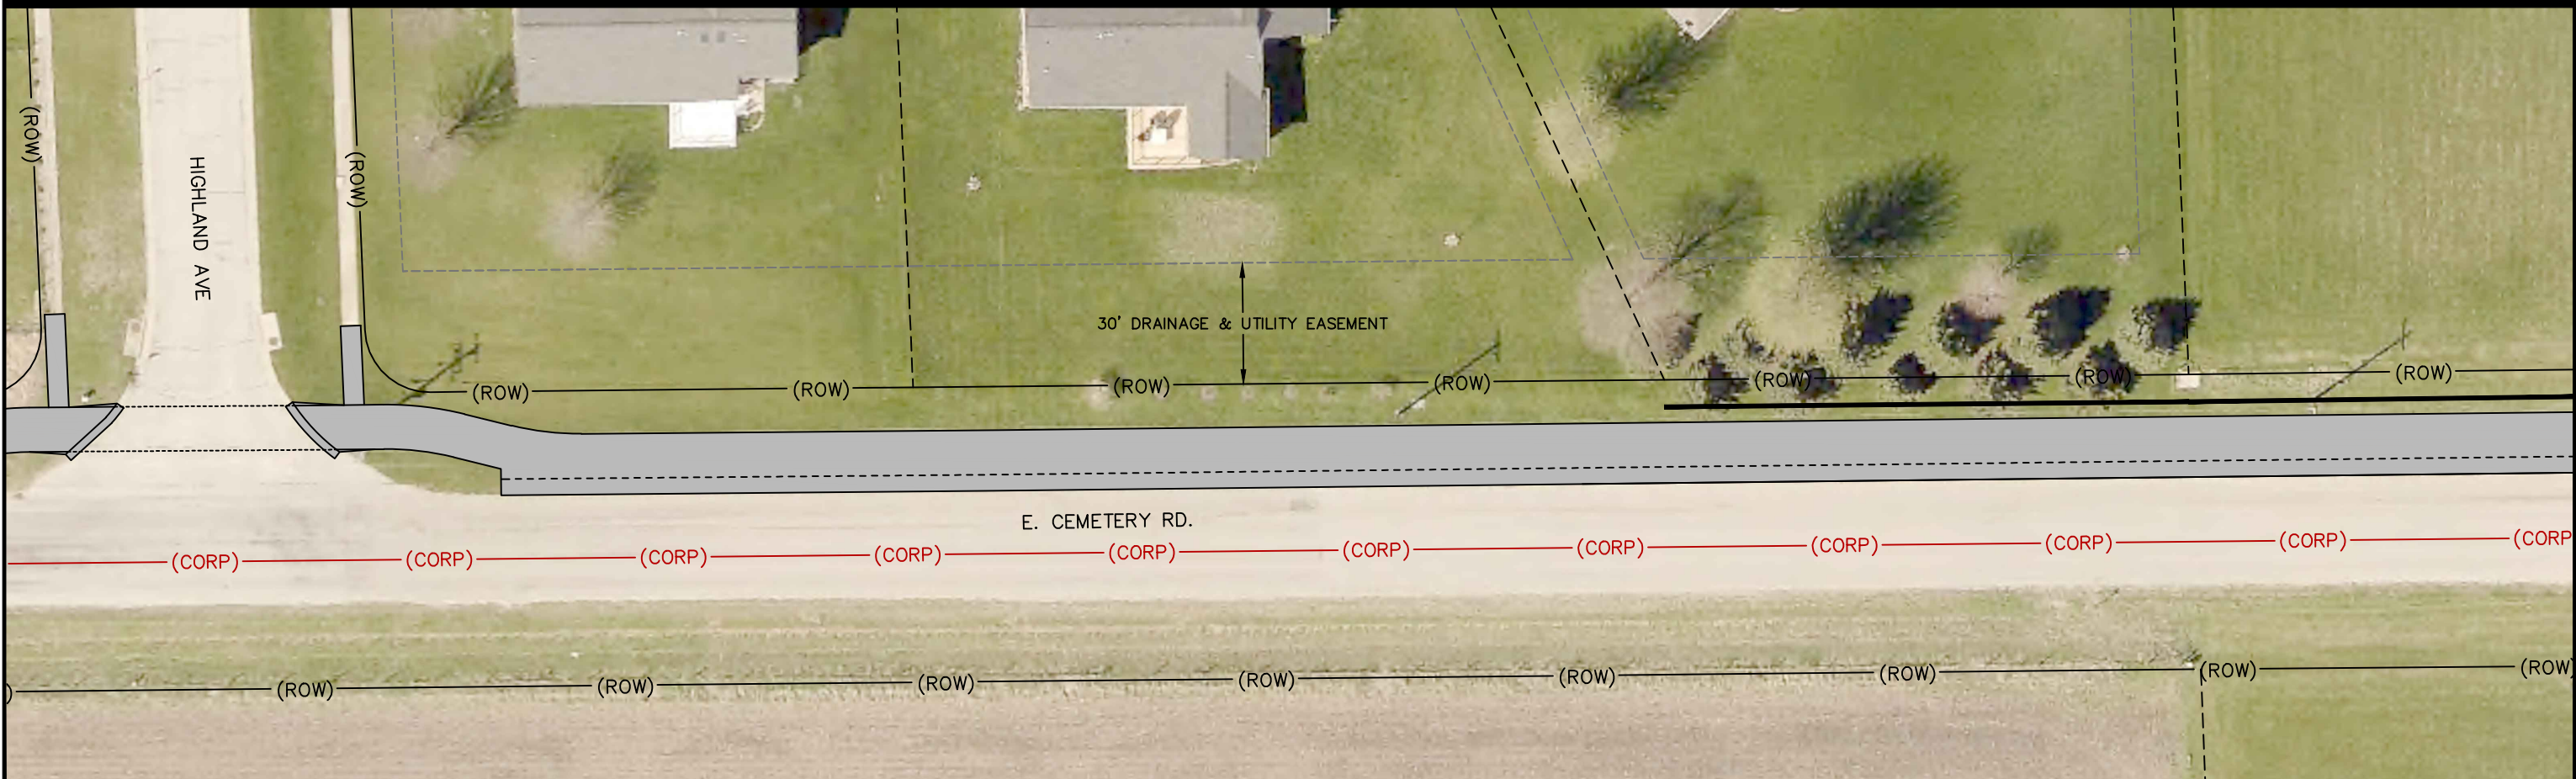 (ROW)
HIGHLAND AVE
(ROW)
30' DRAINAGE & UTILITY EASEMENT
(ROW) (ROW) (ROW) (ROW) (ROW) (ROW) (ROW)
E. CEMETERY RD.
(CORP) (CORP) (CORP) (CORP) (CORP) (CORP) (CORP) (CORP) (CORP) (CORP) (CORP
) (ROW) (ROW) (ROW) (ROW) (ROW) (ROW) (ROW) (ROW)